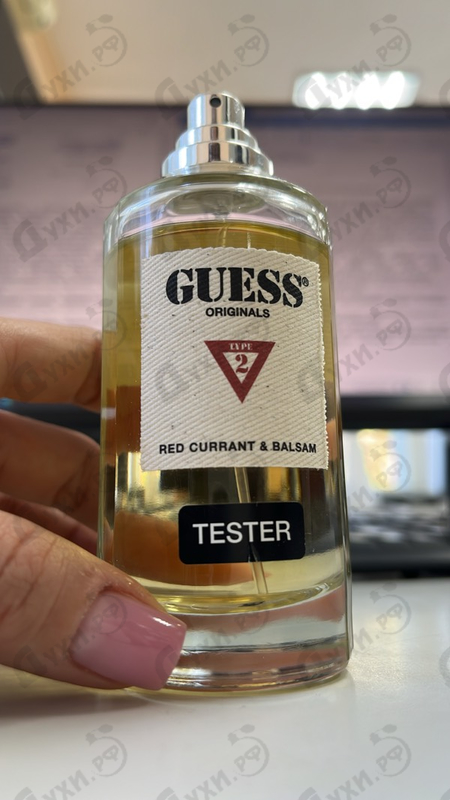 GUESS®
ORIGINALS
TYPE
2
RED CURRANT & BALSAM
TESTER
Духи.рф